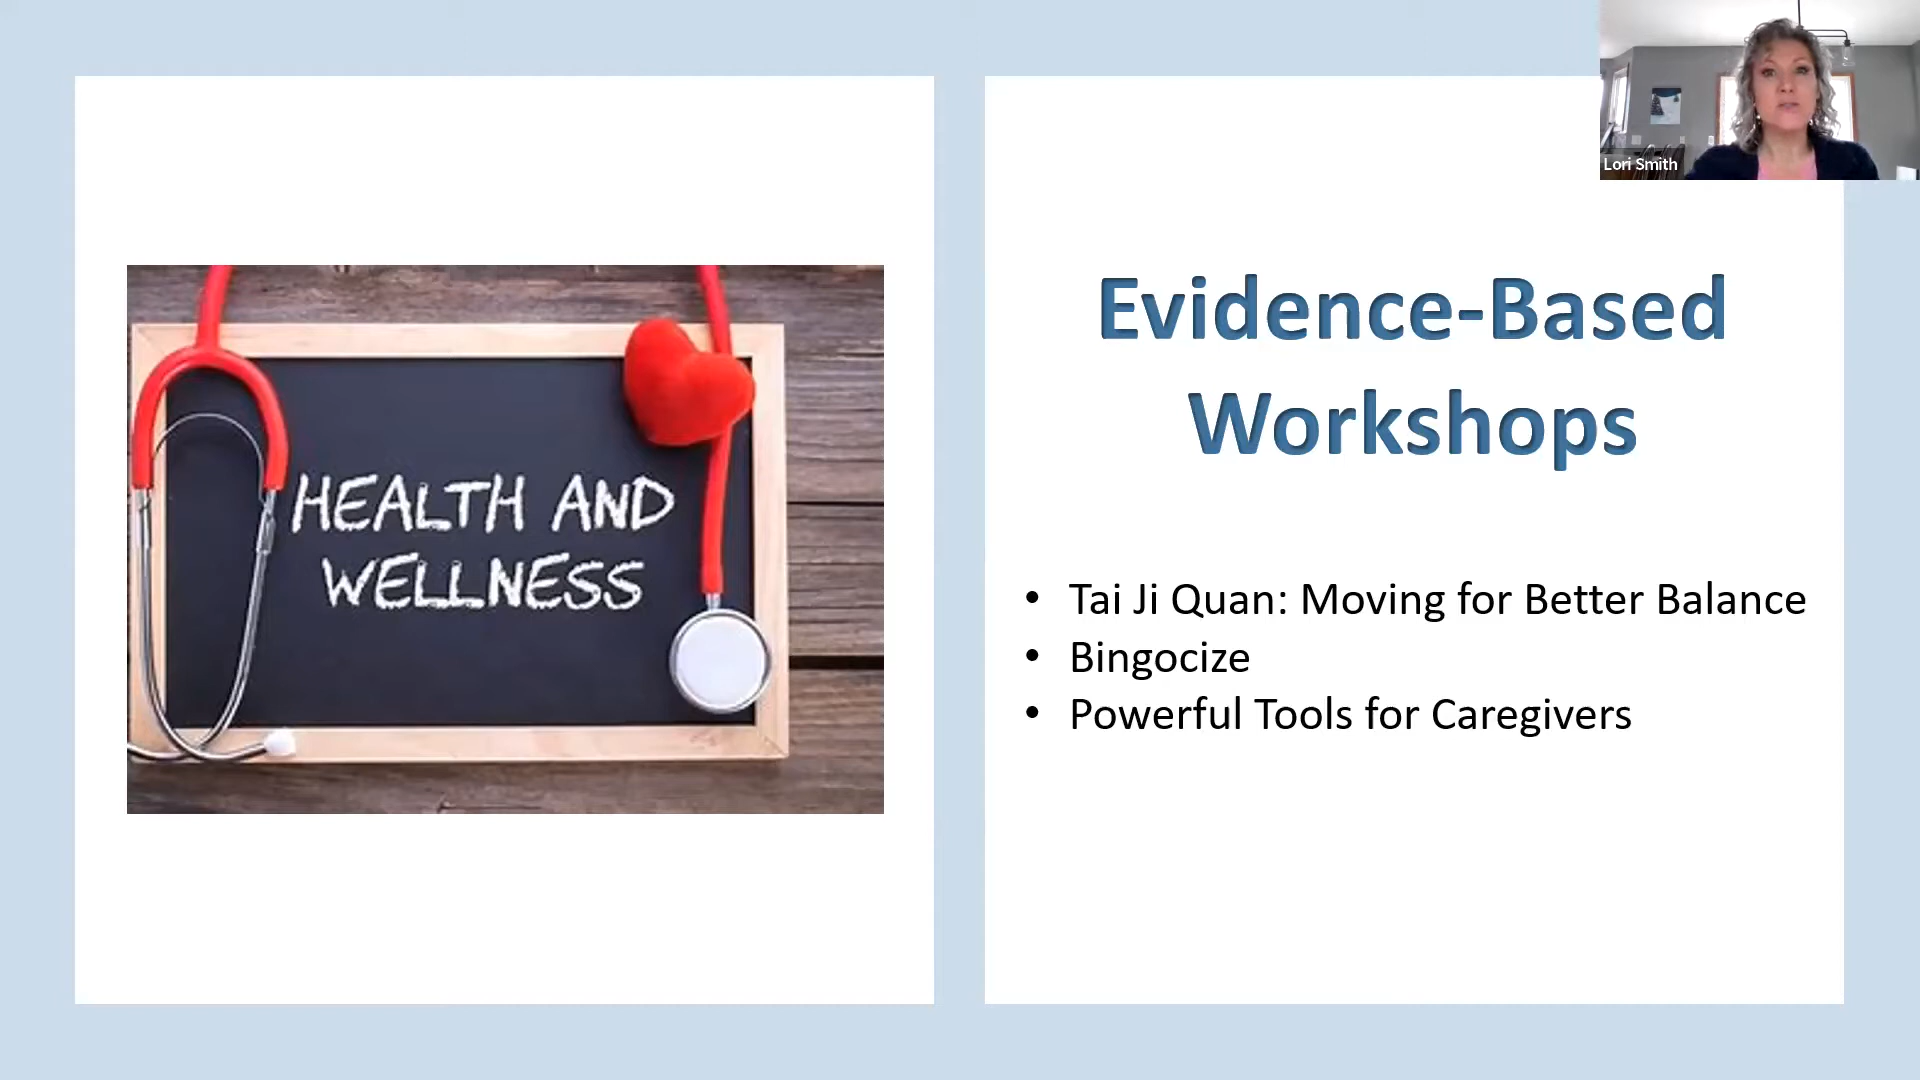 Lori Smith
HEALTH AND
WELLNESS
Evidence-Based
Workshops
• Tai Ji Quan: Moving for Better Balance
• Bingocize
• Powerful Tools for Caregivers